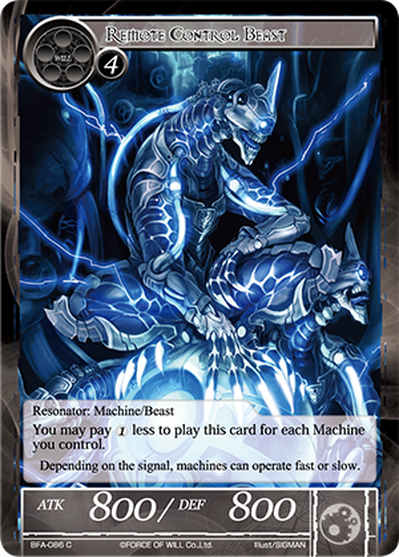 Remote Control Beast
WILL
4
Resonator: Machine/Beast
You may pay 1 less to play this card for each Machine
you control.
Depending on the signal, machines can operate fast or slow.
ATK 800/ DEF 800
BFA-086 C ©FORCE OF WILL Co.,Ltd. Illust/SIGMAN